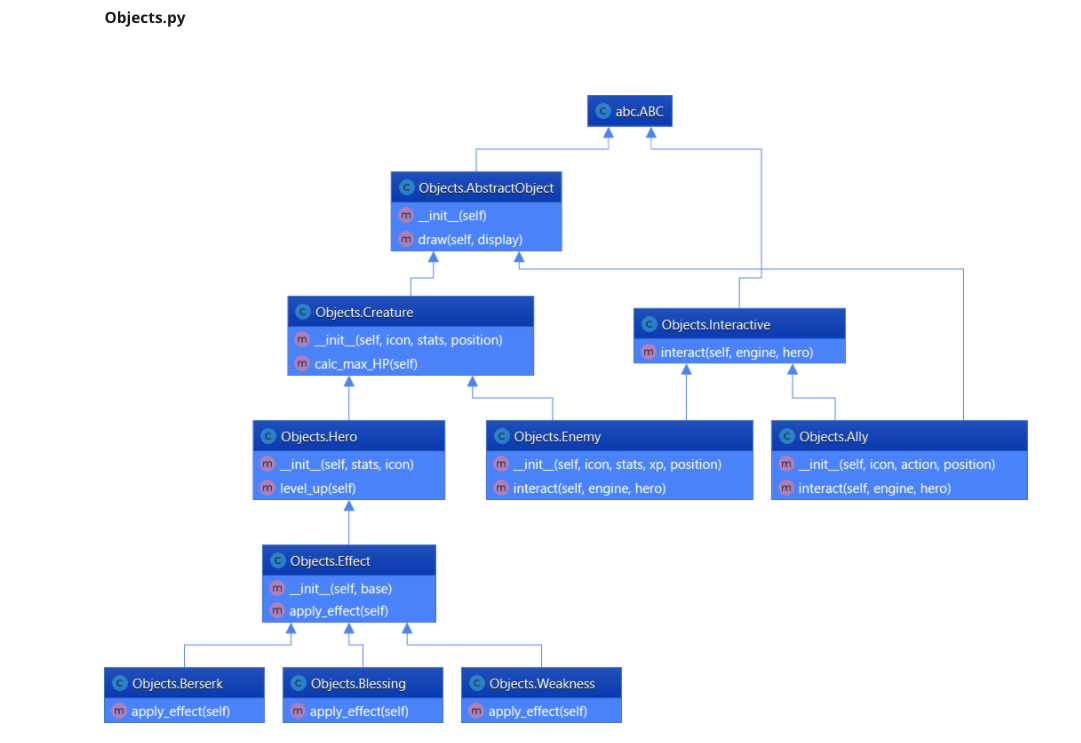 Objects.py
abc.ABC
Objects.AbstractObject
__init__(self)
draw(self, display)
Objects.Creature
__init__(self, icon, stats, position)
calc_max_HP(self)
Objects.Interactive
interact(self, engine, hero)
Objects.Hero
__init__(self, stats, icon)
level_up(self)
Objects.Enemy
__init__(self, icon, stats, xp, position)
interact(self, engine, hero)
Objects.Ally
__init__(self, icon, action, position)
interact(self, engine, hero)
Objects.Effect
__init__(self, base)
apply_effect(self)
Objects.Berserk
apply_effect(self)
Objects.Blessing
apply_effect(self)
Objects.Weakness
apply_effect(self)